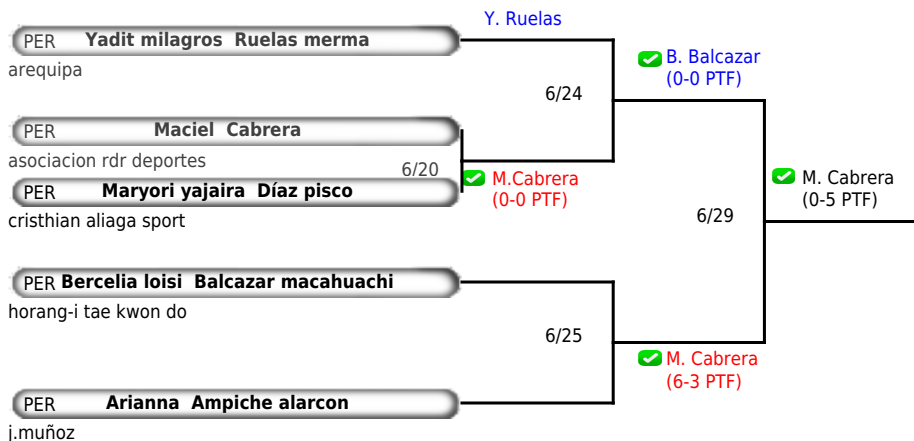 Y. Ruelas
PER Yadit milagros Ruelas merma
arequipa
B. Balcazar
(0-0 PTF)
6/24
PER Maciel Cabrera
asociacion rdr deportes
6/20
M.Cabrera
(0-0 PTF)
M. Cabrera
(0-5 PTF)
PER Maryori yajaira Díaz pisco
cristhian aliaga sport
6/29
PER Bercelia loisi Balcazar macahuachi
horang-i tae kwon do
6/25
M. Cabrera
(6-3 PTF)
PER Arianna Ampiche alarcon
j.muñoz